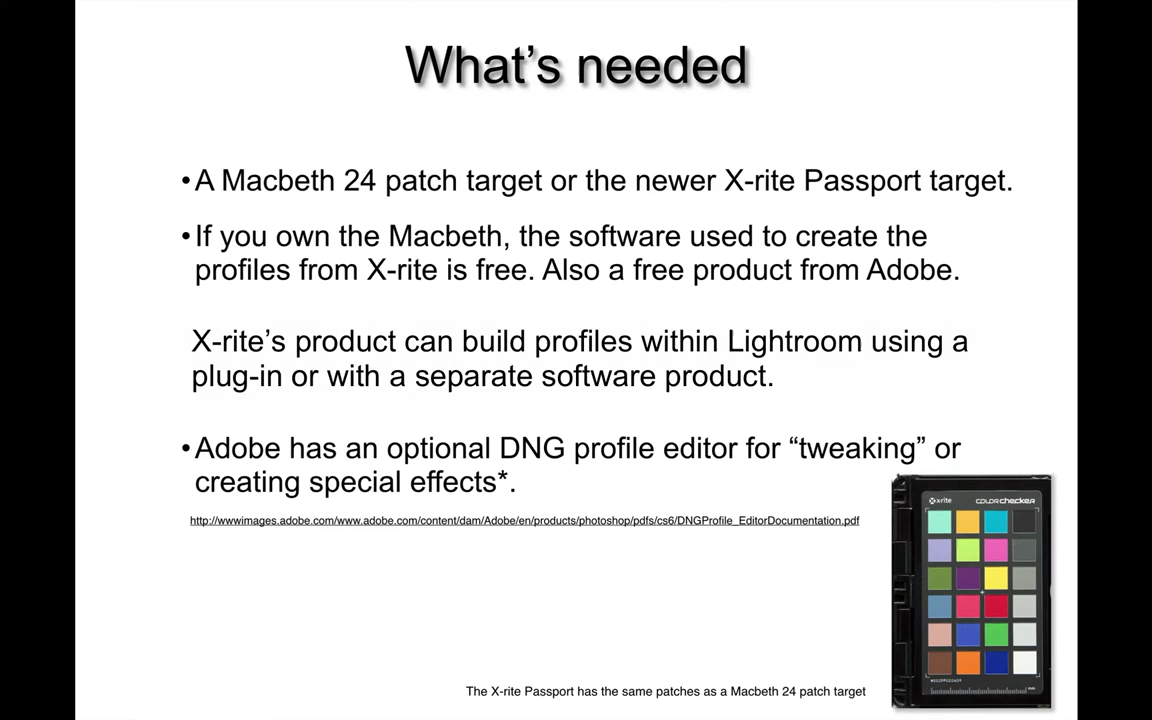 What’s needed
•A Macbeth 24 patch target or the newer X-rite Passport target.
•If you own the Macbeth, the software used to create the
profiles from X-rite is free. Also a free product from Adobe.
X-rite’s product can build profiles within Lightroom using a
plug-in or with a separate software product.
•Adobe has an optional DNG profile editor for “tweaking” or
creating special effects*.
http://wwwimages.adobe.com/www.adobe.com/content/dam/Adobe/en/products/photoshop/pdfs/cs6/DNGProfile_EditorDocumentation.pdf
x-rite colorchecker
The X-rite Passport has the same patches as a Macbeth 24 patch target